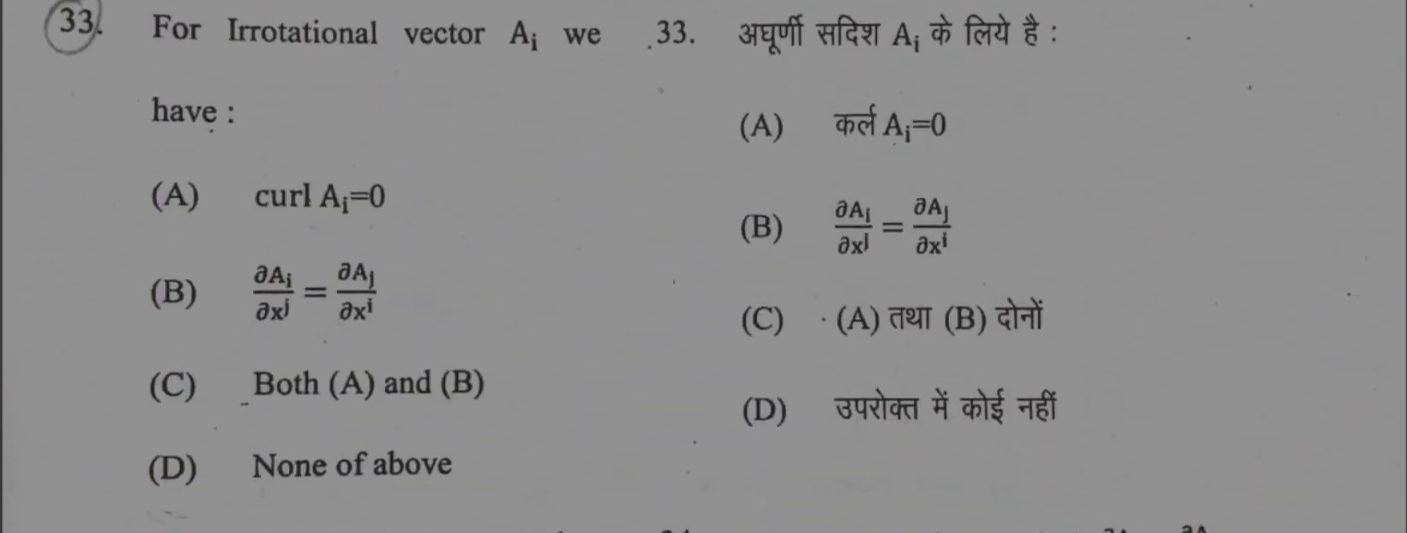 33.
For Irrotational vector Aᵢ we
have :
(A) curl Aᵢ=0
(B) ∂Aᵢ/∂xʲ = ∂Aⱼ/∂xⁱ
(C) Both (A) and (B)
(D) None of above
33. अघूर्णी सदिश Aᵢ के लिये है :
(A) कर्ल Aᵢ=0
(B) ∂Aᵢ/∂xʲ = ∂Aⱼ/∂xⁱ
(C) (A) तथा (B) दोनों
(D) उपरोक्त में कोई नहीं